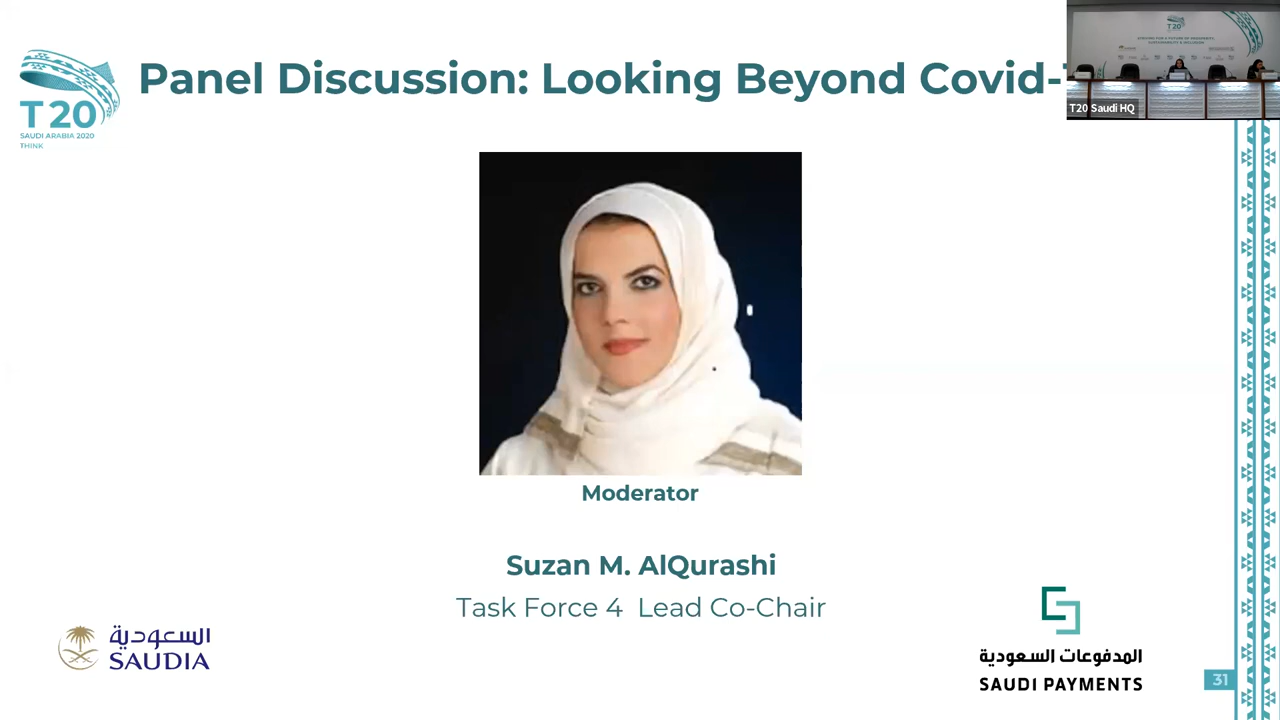 T20
SAUDI ARABIA 2020
THINK
Panel Discussion: Looking Beyond Covid-
T20
T20 Saudi HQ
Moderator
Suzan M. AlQurashi
Task Force 4 Lead Co-Chair
السعودية
SAUDIA
المدفوعات السعودية
SAUDI PAYMENTS
31